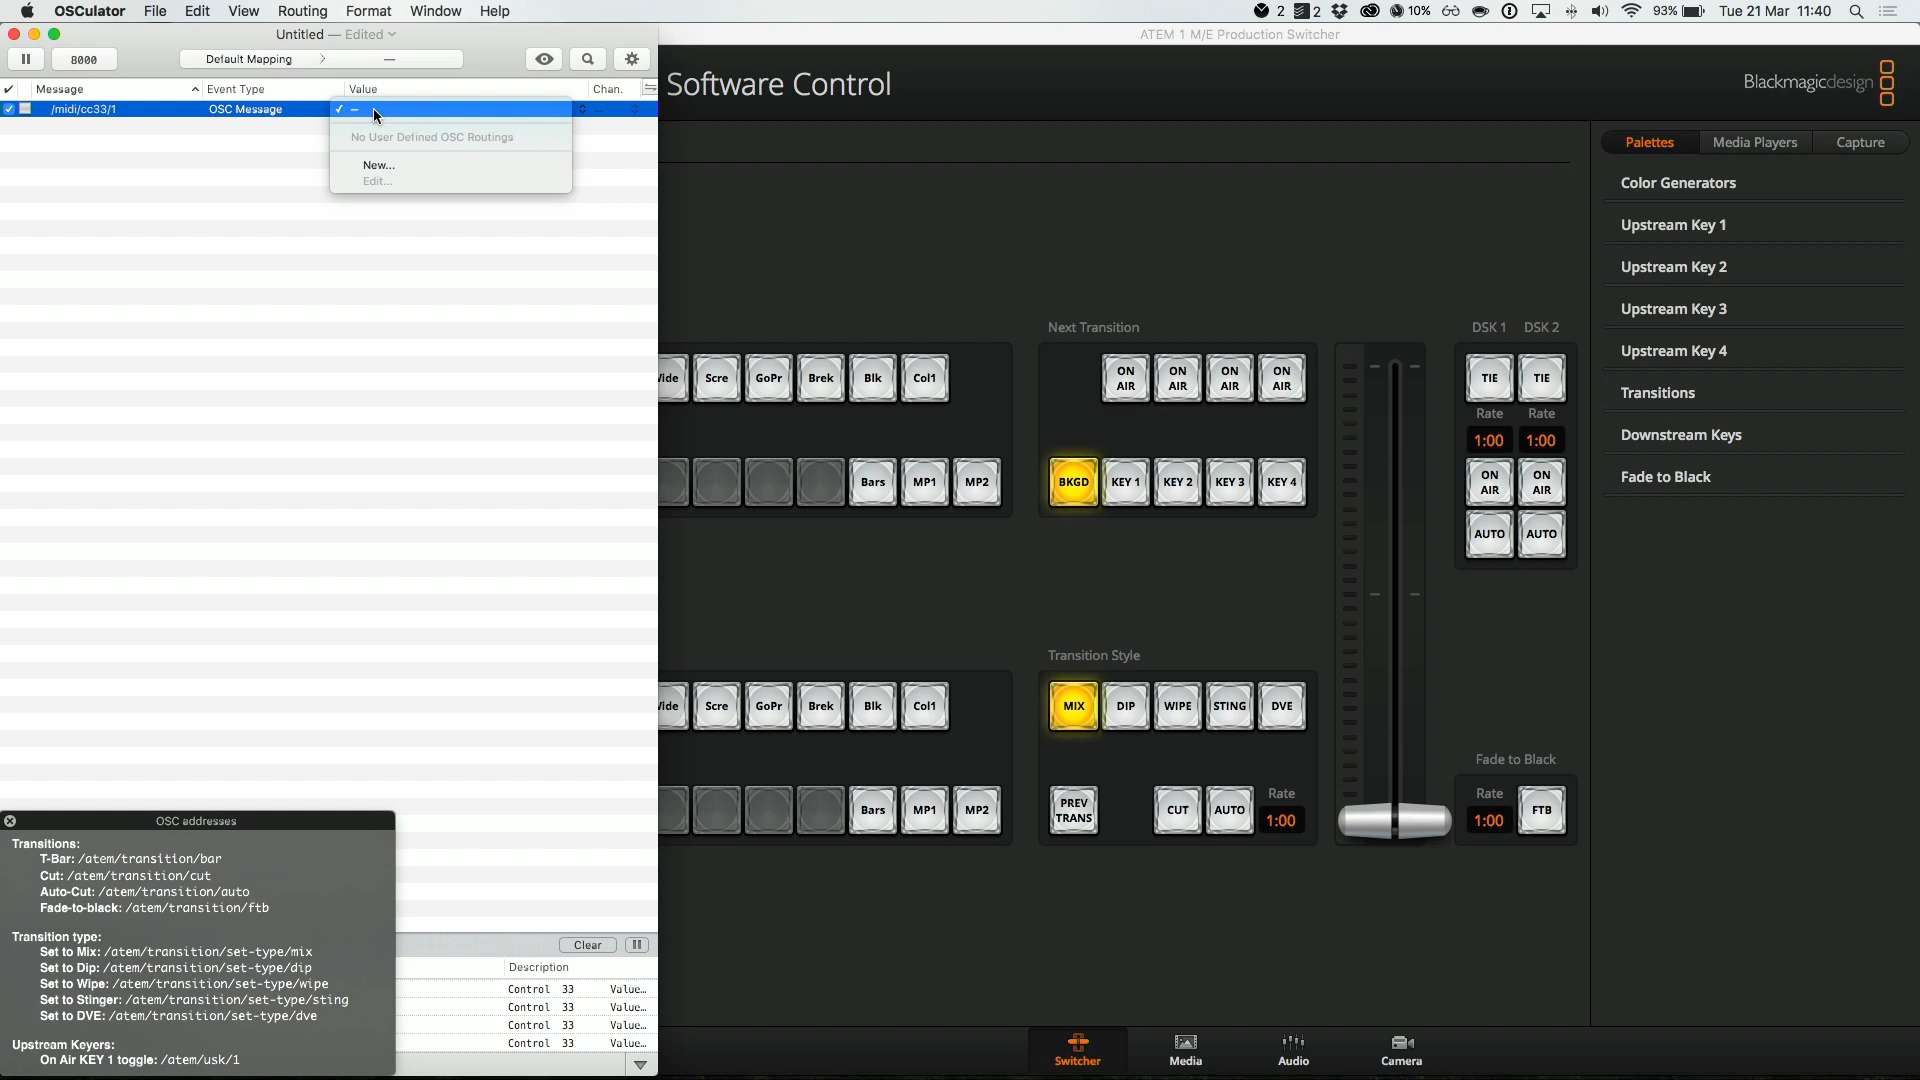 OSCulator File Edit View Routing Format Window Help
2 2 10% 93% Tue 21 Mar 11:40
Untitled — Edited
ATEM 1 M/E Production Switcher
8000 Default Mapping —
Software Control
Blackmagicdesign
Message Event Type Value Chan.
/midi/cc33/1 OSC Message – –
No User Defined OSC Routings
New...
Edit...
Palettes Media Players Capture
Color Generators
Upstream Key 1
Upstream Key 2
Upstream Key 3
Upstream Key 4
Transitions
Downstream Keys
Fade to Black
Next Transition
DSK 1 DSK 2
Scre GoPr Brek Blk Col1
ON AIR ON AIR ON AIR ON AIR
TIE TIE
Rate Rate
1:00 1:00
Bars MP1 MP2
BKGD KEY 1 KEY 2 KEY 3 KEY 4
ON AIR ON AIR
AUTO AUTO
Transition Style
Scre GoPr Brek Blk Col1
MIX DIP WIPE STING DVE
Fade to Black
Bars MP1 MP2
PREV TRANS CUT AUTO Rate
1:00
Rate
1:00 FTB
OSC addresses
Transitions:
T-Bar: /atem/transition/bar
Cut: /atem/transition/cut
Auto-Cut: /atem/transition/auto
Fade-to-black: /atem/transition/ftb
Transition type:
Set to Mix: /atem/transition/set-type/mix
Set to Dip: /atem/transition/set-type/dip
Set to Wipe: /atem/transition/set-type/wipe
Set to Stinger: /atem/transition/set-type/sting
Set to DVE: /atem/transition/set-type/dve
Upstream Keyers:
On Air KEY 1 toggle: /atem/usk/1
Clear
Description
Control 33 Value…
Control 33 Value…
Control 33 Value…
Control 33 Value…
Switcher Media Audio Camera